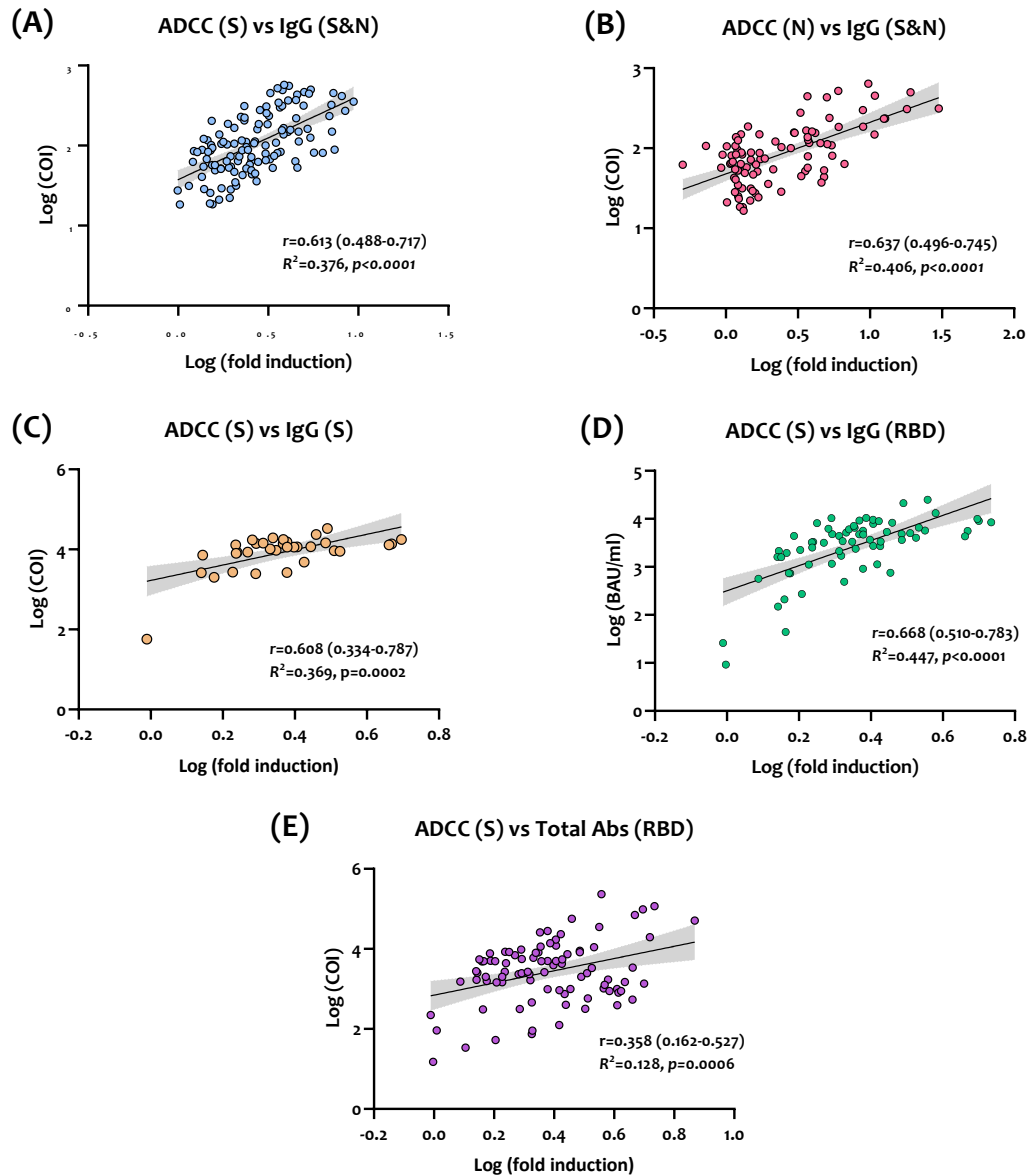 (A)
ADCC (S) vs IgG (S&N)
3
2
1
0
Log (COI)
-0.5
0.0
0.5
1.0
1.5
Log (fold induction)
r=0.613 (0.488-0.717)
R²=0.376, p<0.0001
(B)
ADCC (N) vs IgG (S&N)
3
2
1
0
Log (COI)
-0.5
0.0
0.5
1.0
1.5
2.0
Log (fold induction)
r=0.637 (0.496-0.745)
R²=0.406, p<0.0001
(C)
ADCC (S) vs IgG (S)
6
4
2
0
Log (COI)
-0.2
0.0
0.2
0.4
0.6
0.8
Log (fold induction)
r=0.608 (0.334-0.787)
R²=0.369, p=0.0002
(D)
ADCC (S) vs IgG (RBD)
5
4
3
2
1
0
Log (BAU/ml)
-0.2
0.0
0.2
0.4
0.6
0.8
Log (fold induction)
r=0.668 (0.510-0.783)
R²=0.447, p<0.0001
(E)
ADCC (S) vs Total Abs (RBD)
6
4
2
0
Log (COI)
-0.2
0.0
0.2
0.4
0.6
0.8
1.0
Log (fold induction)
r=0.358 (0.162-0.527)
R²=0.128, p=0.0006